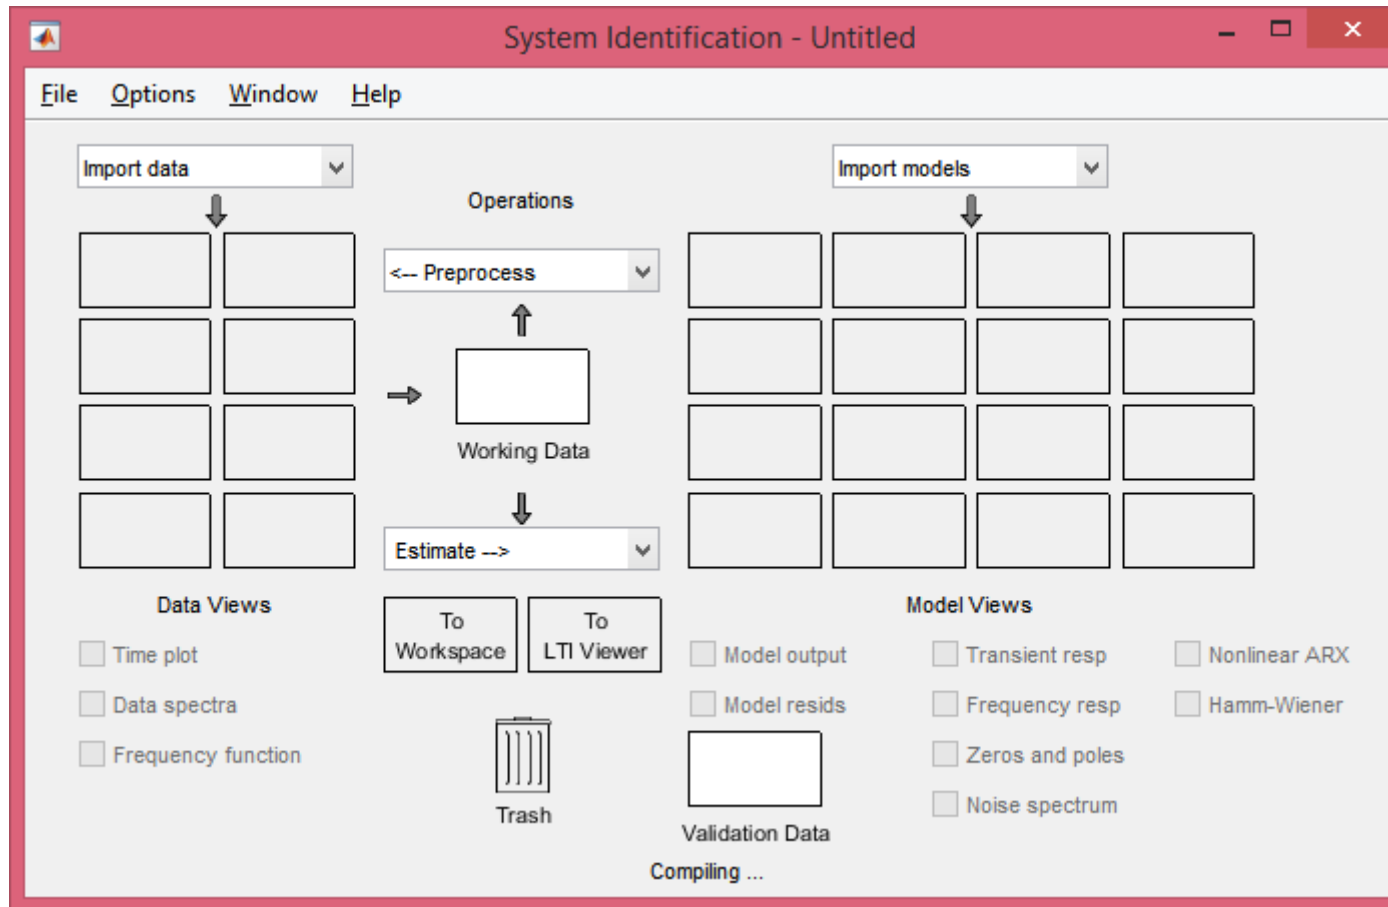 System Identification - Untitled
File Options Window Help
Import data
Import models
Operations
<-- Preprocess
Working Data
Estimate -->
Data Views
To Workspace
To LTI Viewer
Model Views
Time plot
Data spectra
Frequency function
Model output
Model resids
Transient resp
Frequency resp
Zeros and poles
Noise spectrum
Nonlinear ARX
Hamm-Wiener
Trash
Validation Data
Compiling ...